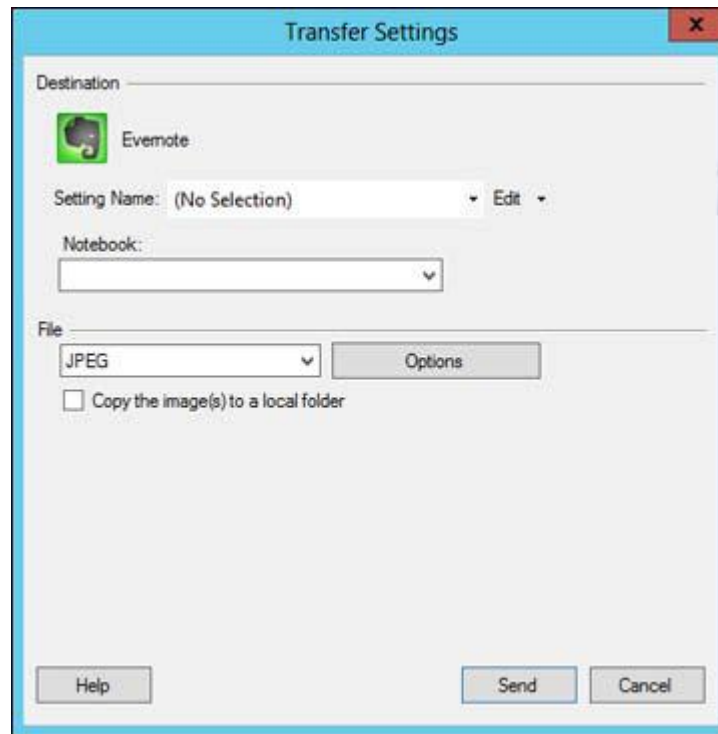 Transfer Settings
x
Destination
Evernote
Setting Name: (No Selection) Edit
Notebook:
File
JPEG Options
Copy the image(s) to a local folder
Help Send Cancel